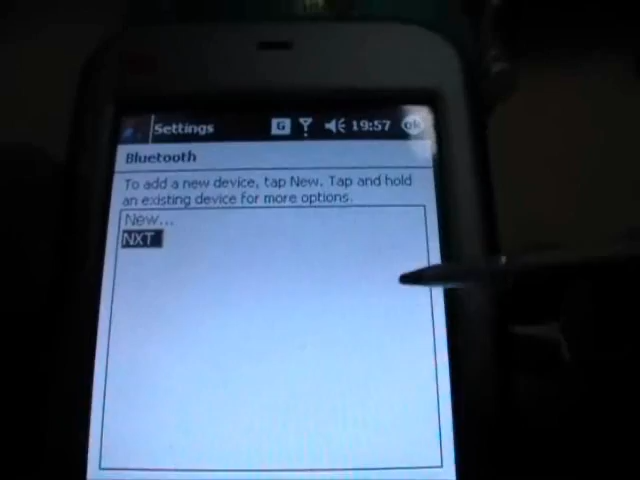 Settings G 19:57 ok
Bluetooth
To add a new device, tap New. Tap and hold
an existing device for more options.
New...
NXT